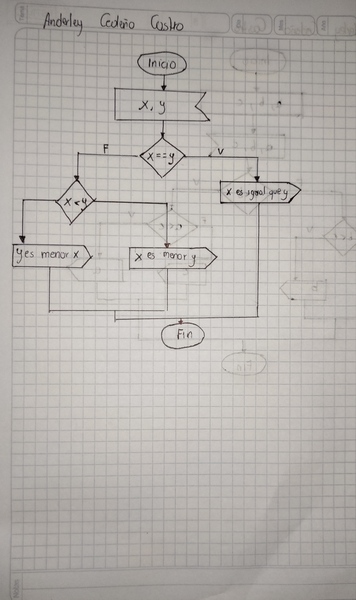 Anderley Cedeño Castro
Inicio
x, y
x == y
F
V
x < y
x es igual que y
y es menor x
x es menor y
Fin